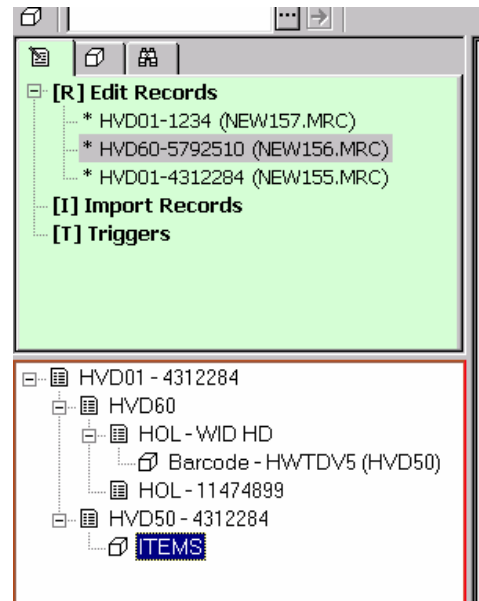 [R] Edit Records
* HVD01-1234 (NEW157.MRC)
* HVD60-5792510 (NEW156.MRC)
* HVD01-4312284 (NEW155.MRC)
[I] Import Records
[T] Triggers
HVD01 - 4312284
HVD60
HOL - WID HD
Barcode - HWTDV5 (HVD50)
HOL - 11474899
HVD50 - 4312284
ITEMS